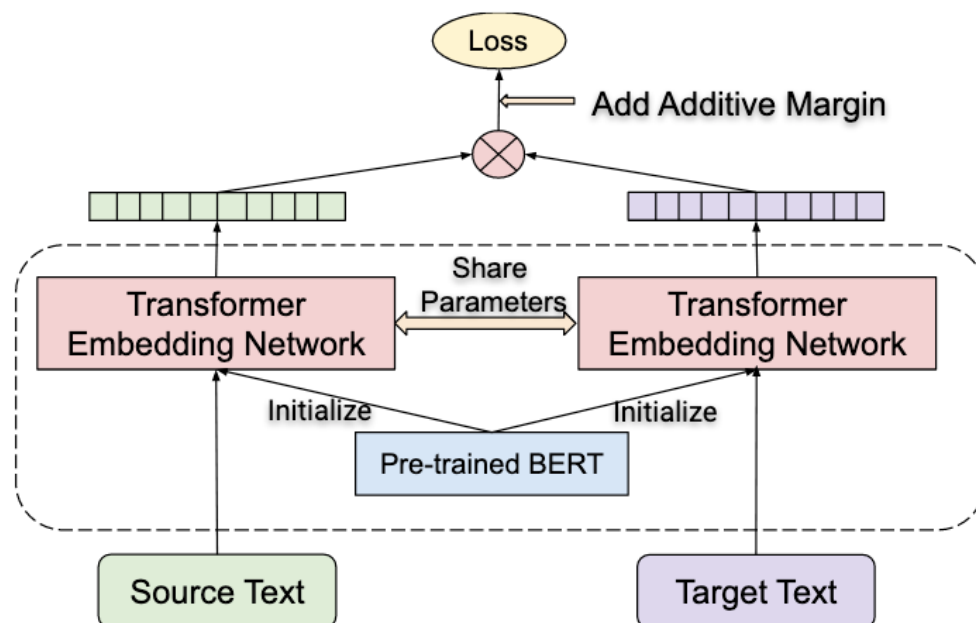 Loss
Add Additive Margin
Share
Parameters
Transformer
Embedding Network
Transformer
Embedding Network
Initialize
Initialize
Pre-trained BERT
Source Text
Target Text